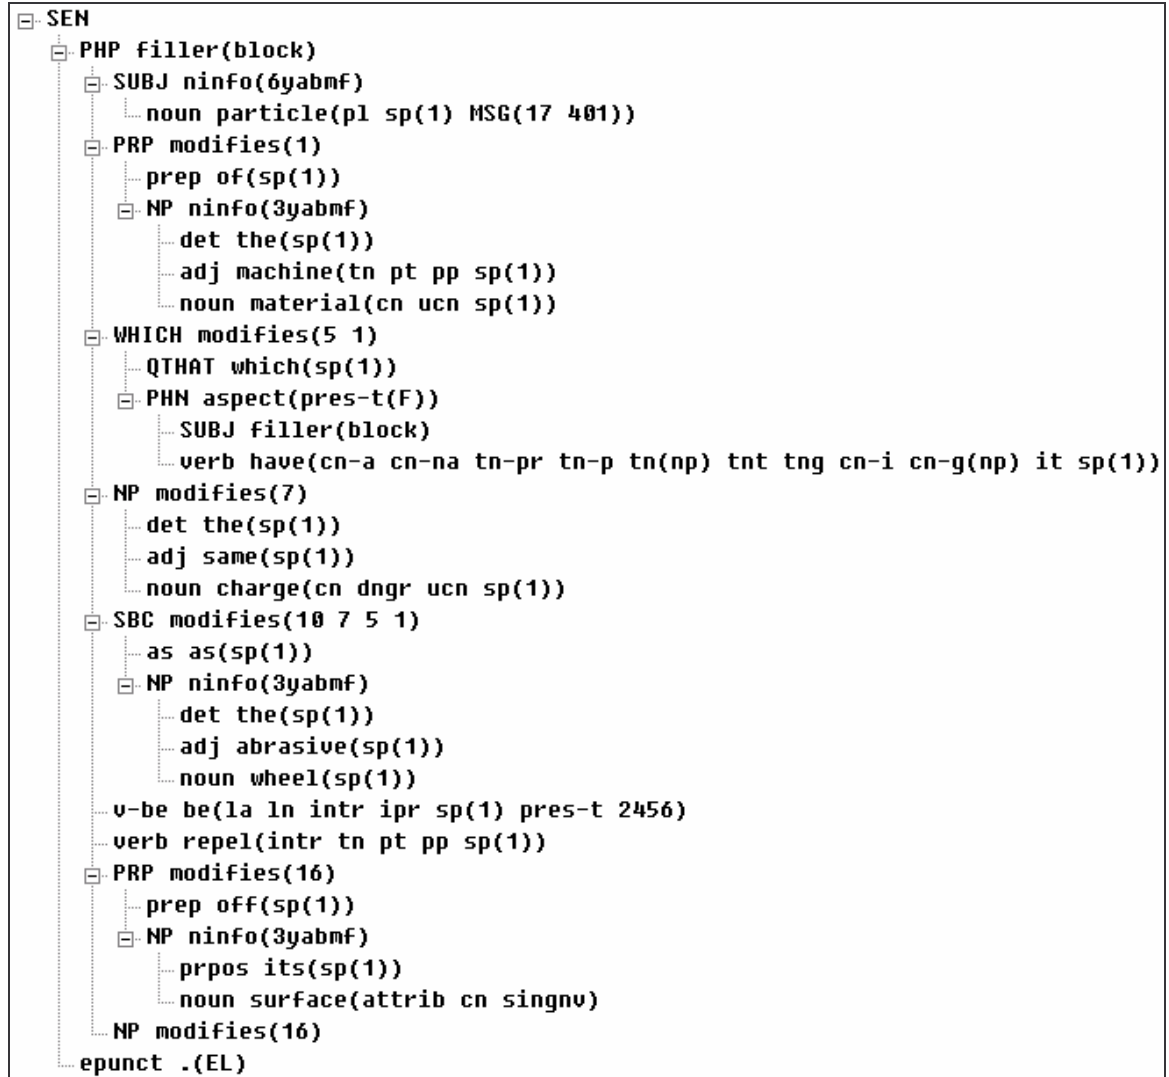 SEN
PHP filler(block)
SUBJ ninfo(6yabmf)
noun particle(pl sp(1) MSG(17 401))
PRP modifies(1)
prep of(sp(1))
NP ninfo(3yabmf)
det the(sp(1))
adj machine(tn pt pp sp(1))
noun material(cn ucn sp(1))
WHICH modifies(5 1)
QTHAT which(sp(1))
PHN aspect(pres-t(F))
SUBJ filler(block)
verb have(cn-a cn-na tn-pr tn-p tn(np) tnt tng cn-i cn-g(np) it sp(1))
NP modifies(7)
det the(sp(1))
adj same(sp(1))
noun charge(cn dngr ucn sp(1))
SBC modifies(10 7 5 1)
as as(sp(1))
NP ninfo(3yabmf)
det the(sp(1))
adj abrasive(sp(1))
noun wheel(sp(1))
v-be be(la ln intr ipr sp(1) pres-t 2456)
verb repel(intr tn pt pp sp(1))
PRP modifies(16)
prep off(sp(1))
NP ninfo(3yabmf)
prpos its(sp(1))
noun surface(attrib cn singnv)
NP modifies(16)
epunct .(EL)